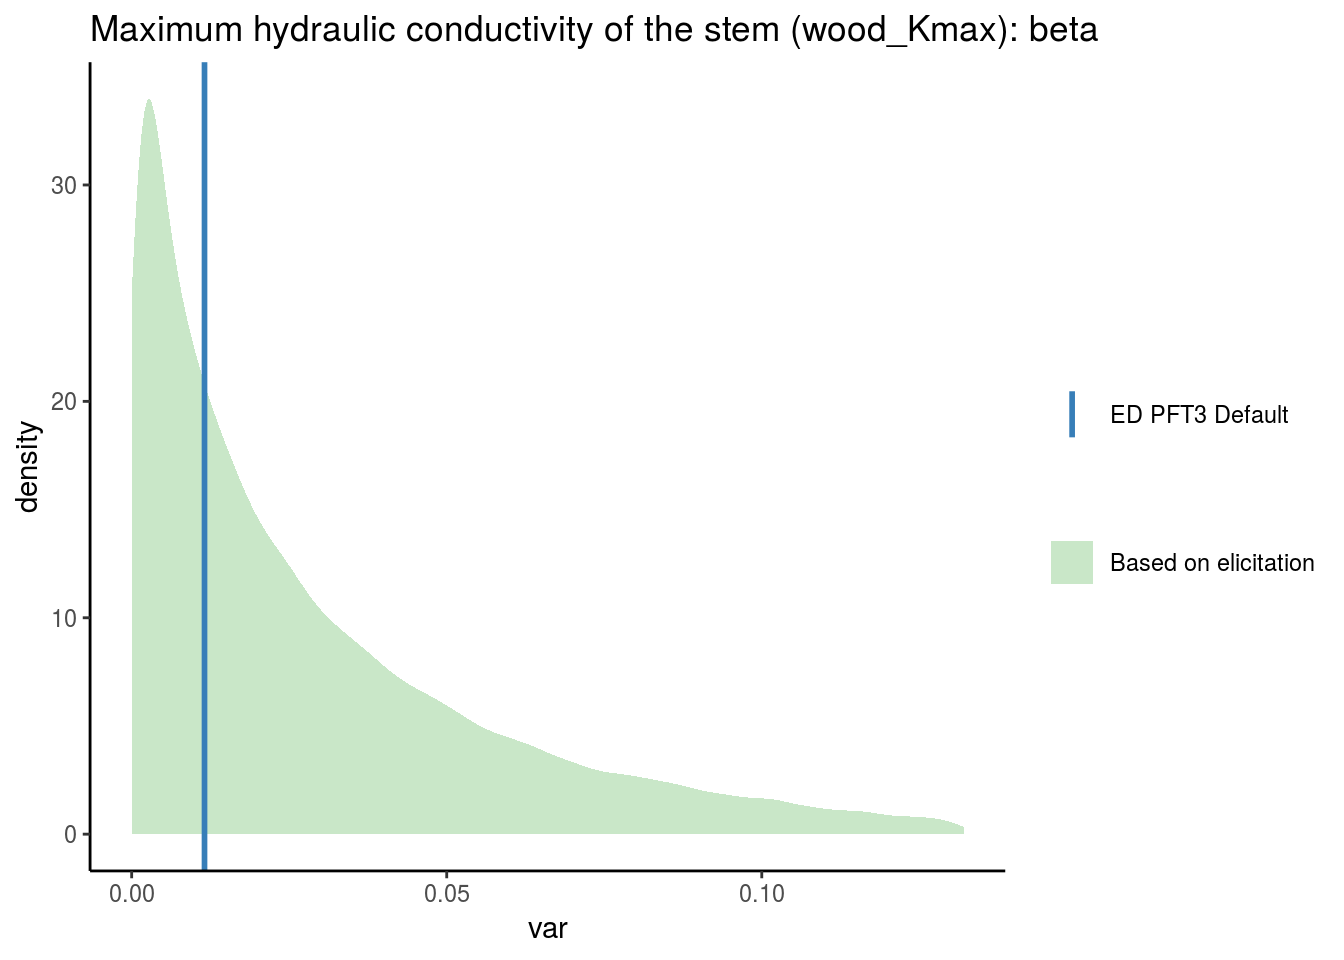 Maximum hydraulic conductivity of the stem (wood_Kmax): beta
density
30
20
10
0
0.00
0.05
0.10
var
ED PFT3 Default
Based on elicitation